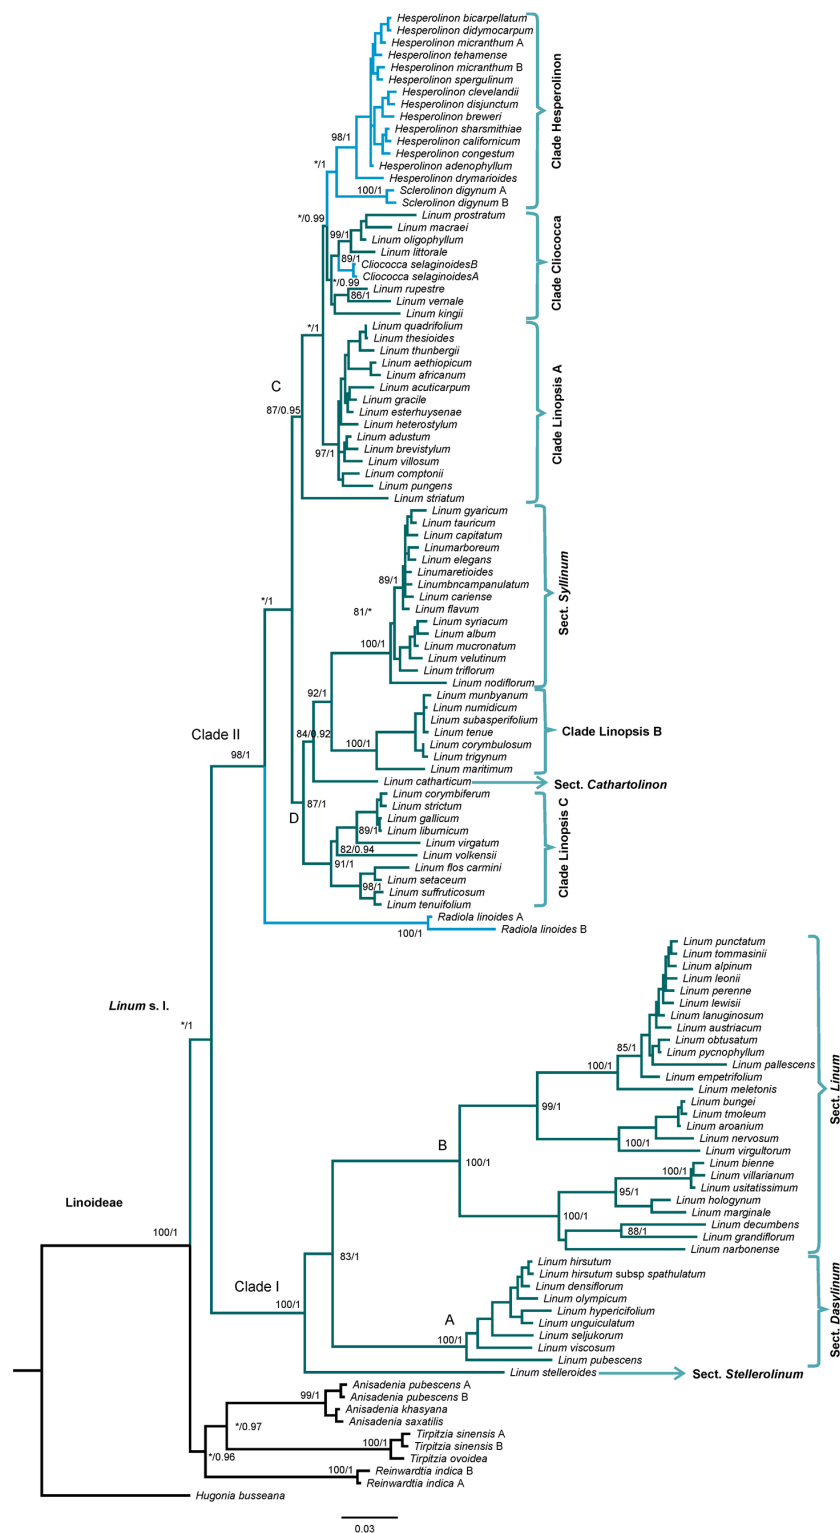 Hesperolinon bicarpellatum
Hesperolinon didymocarpum
Hesperolinon micranthum A
Hesperolinon tehamense
Hesperolinon micranthum B
Hesperolinon spergulinum
Hesperolinon clevelandii
Hesperolinon disjunctum
Hesperolinon breweri
Hesperolinon sharsmithiae
98/1
Hesperolinon californicum
Hesperolinon congestum
*/1
Hesperolinon adenophyllum
Hesperolinon drymarioides
100/1
Sclerolinon digynum A
Sclerolinon digynum B
Clade Hesperolinon
*/0.99
Linum prostratum
Linum macraei
99/1
Linum oligophyllum
Linum littorale
89/1
Cliococca selaginoidesB
Cliococca selaginoidesA
*/0.99
Linum rupestre
86/1
Linum vernale
Linum kingii
Clade Cliococca
*/1
Linum quadrifolium
Linum thesioides
Linum thunbergii
Linum aethiopicum
Linum africanum
C
Linum acuticarpum
Linum gracile
87/0.95
Linum esterhuysenae
Linum heterostylum
Linum adustum
Linum brevistylum
97/1
Linum villosum
Linum comptonii
Linum pungens
Linum striatum
Clade Linopsis A
Linum gyaricum
Linum tauricum
Linum capitatum
Linumarboreum
Linum elegans
Linumaretioides
89/1
Linumbncampanulatum
Linum cariense
Linum flavum
81/*
Linum syriacum
Linum album
100/1
Linum mucronatum
Linum velutinum
Linum triflorum
Linum nodiflorum
Sect. Syllinum
*/1
92/1
Linum munbyanum
Linum numidicum
Linum subasperifolium
84/0.92
Linum tenue
100/1
Linum corymbulosum
Linum trigynum
Linum maritimum
Clade Linopsis B
Clade II
98/1
Linum catharticum
Sect. Cathartolinon
87/1
D
Linum corymbiferum
Linum strictum
Linum gallicum
89/1
Linum liburnicum
Linum virgatum
82/0.94
Linum volkensii
91/1
Linum flos carmini
Linum setaceum
98/1
Linum suffruticosum
Linum tenuifolium
Clade Linopsis C
Radiola linoides A
100/1
Radiola linoides B
Linum s. l.
*/1
Linum punctatum
Linum tommasinii
Linum alpinum
Linum leonii
Linum perenne
Linum lewisii
Linum lanuginosum
Linum austriacum
Linum obtusatum
85/1
Linum pycnophyllum
100/1
Linum pallescens
Linum empetrifolium
Linum meletonis
99/1
Linum bungei
Linum tmoleum
Linum aroanium
100/1
Linum nervosum
Linum virgultorum
B
100/1
Linum bienne
100/1
Linum villarianum
Linum usitatissimum
95/1
Linum hologynum
Linum marginale
100/1
Linum decumbens
88/1
Linum grandiflorum
Linum narbonense
Sect. Linum
Linoideae
100/1
83/1
Clade I
100/1
Linum hirsutum
Linum hirsutum subsp spathulatum
Linum densiflorum
Linum olympicum
Linum hypericifolium
A
Linum unguiculatum
Linum seljukorum
100/1
Linum viscosum
Linum pubescens
Sect. Dasylinum
Linum stelleroides
Sect. Stellerolinum
Anisadenia pubescens A
99/1
Anisadenia pubescens B
Anisadenia khasyana
Anisadenia saxatilis
*/0.97
Tirpitzia sinensis A
100/1
Tirpitzia sinensis B
Tirpitzia ovoidea
*/0.96
100/1
Reinwardtia indica B
Reinwardtia indica A
Hugonia busseana
0.03